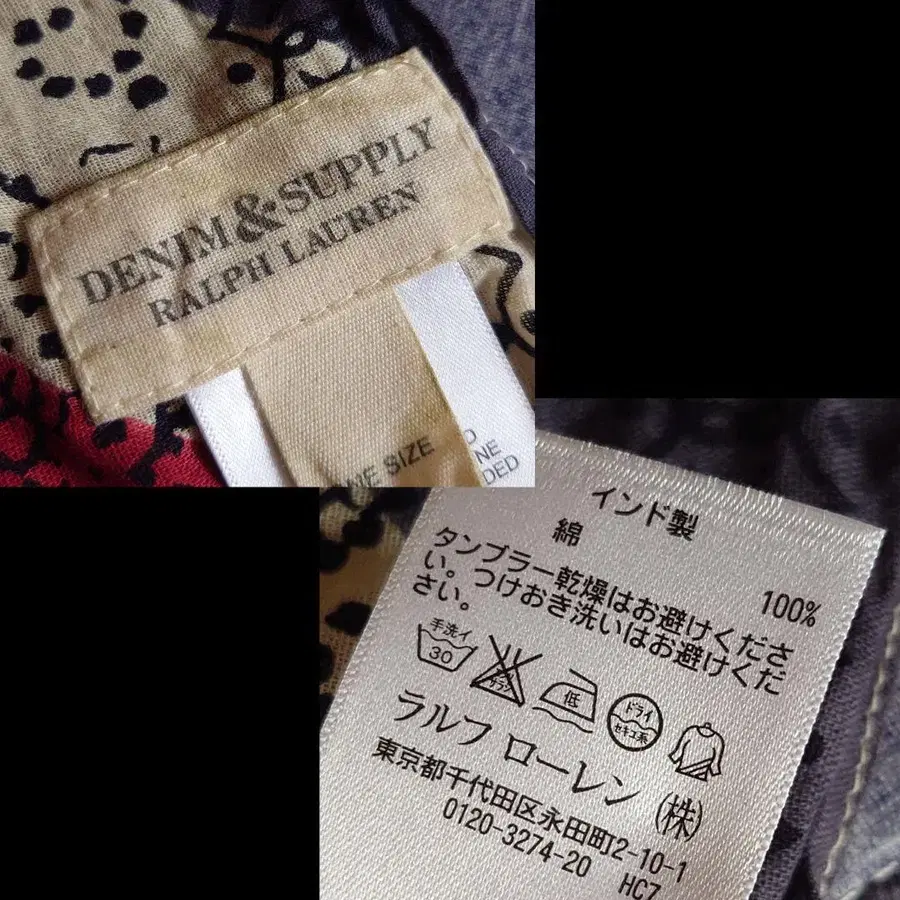 DENIM & SUPPLY
RALPH LAUREN
NE SIZE
NE
DED
インド製
綿
100%
タンブラー乾燥はお避けくださ
い。つけおき洗いはお避けくだ
さい。
手洗イ
30
低
ドライ
セキユ系
ラルフ ローレン (株)
東京都千代田区永田町2-10-1
0120-3274-20
HC7